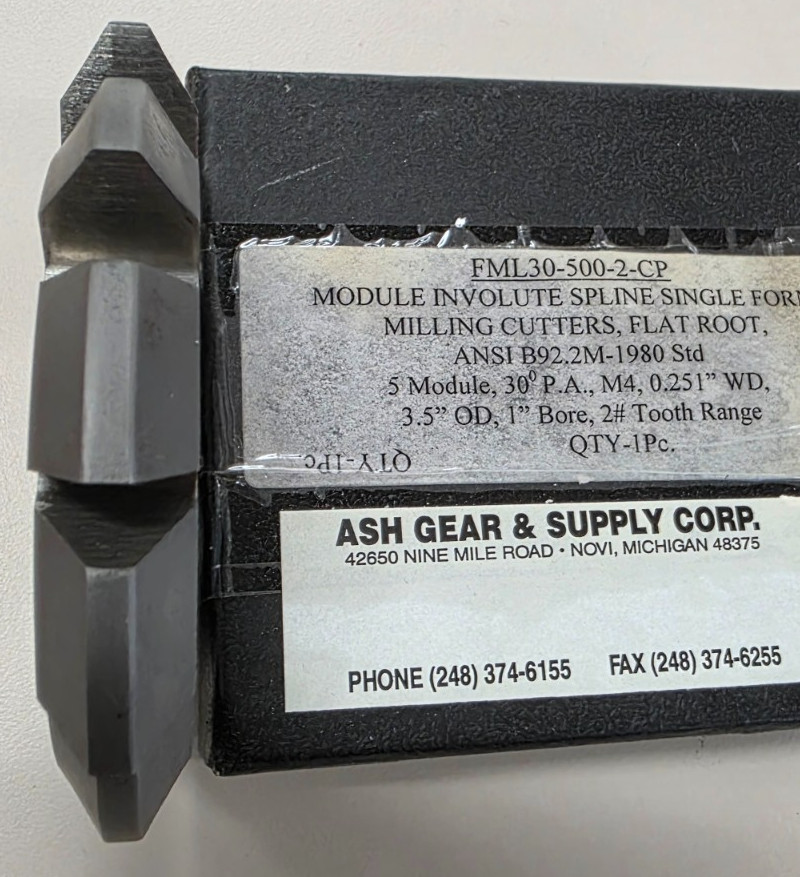 FML30-500-2-CP
MODULE INVOLUTE SPLINE SINGLE FORM
MILLING CUTTERS, FLAT ROOT,
ANSI B92.2M-1980 Std
5 Module, 30⁰ P.A., M4, 0.251” WD,
3.5” OD, 1” Bore, 2# Tooth Range
QTY-1Pc.
QTY-1Pc.
ASH GEAR & SUPPLY CORP.
42650 NINE MILE ROAD • NOVI, MICHIGAN 48375
PHONE (248) 374-6155 FAX (248) 374-6255